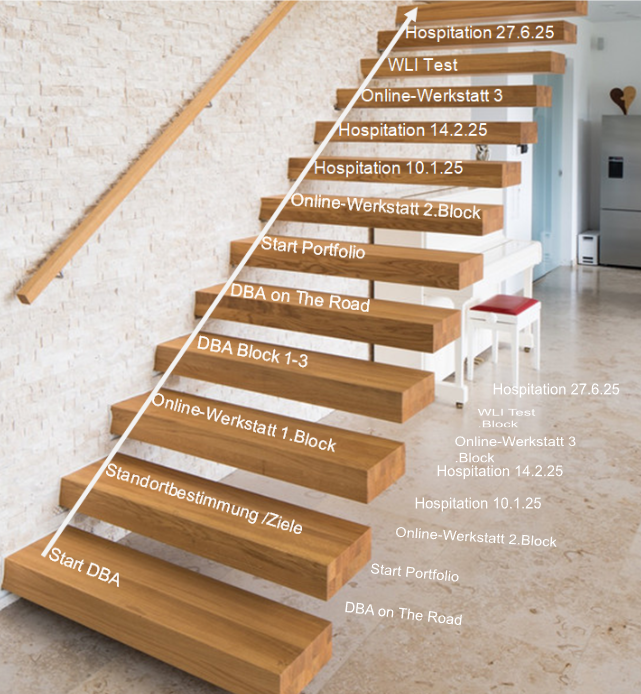 Hospitation 27.6.25
WLI Test
Online-Werkstatt 3
Hospitation 14.2.25
Hospitation 10.1.25
Online-Werkstatt 2.Block
Start Portfolio
DBA on The Road
DBA Block 1-3
Online-Werkstatt 1.Block
Standortbestimmung /Ziele
Start DBA
Hospitation 27.6.25
WLI Test
.Block
Online-Werkstatt 3
.Block
Hospitation 14.2.25
Hospitation 10.1.25
Online-Werkstatt 2.Block
Start Portfolio
DBA on The Road